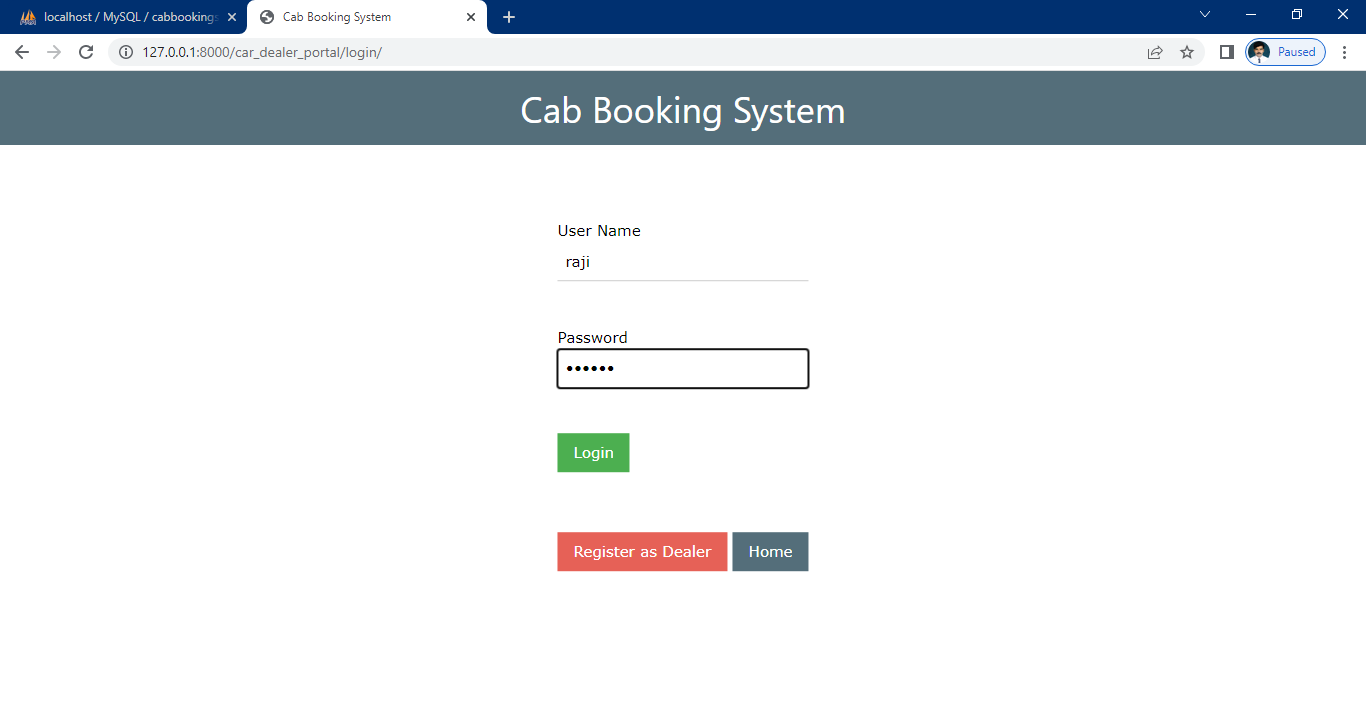 localhost / MySQL / cabbookings
Cab Booking System
127.0.0.1:8000/car_dealer_portal/login/
Paused
Cab Booking System
User Name
raji
Password
••••••
Login
Register as Dealer Home